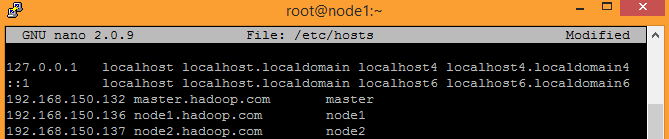 root@node1:~
GNU nano 2.0.9 File: /etc/hosts Modified
127.0.0.1 localhost localhost.localdomain localhost4 localhost4.localdomain4
::1 localhost localhost.localdomain localhost6 localhost6.localdomain6
192.168.150.132 master.hadoop.com master
192.168.150.136 node1.hadoop.com node1
192.168.150.137 node2.hadoop.com node2